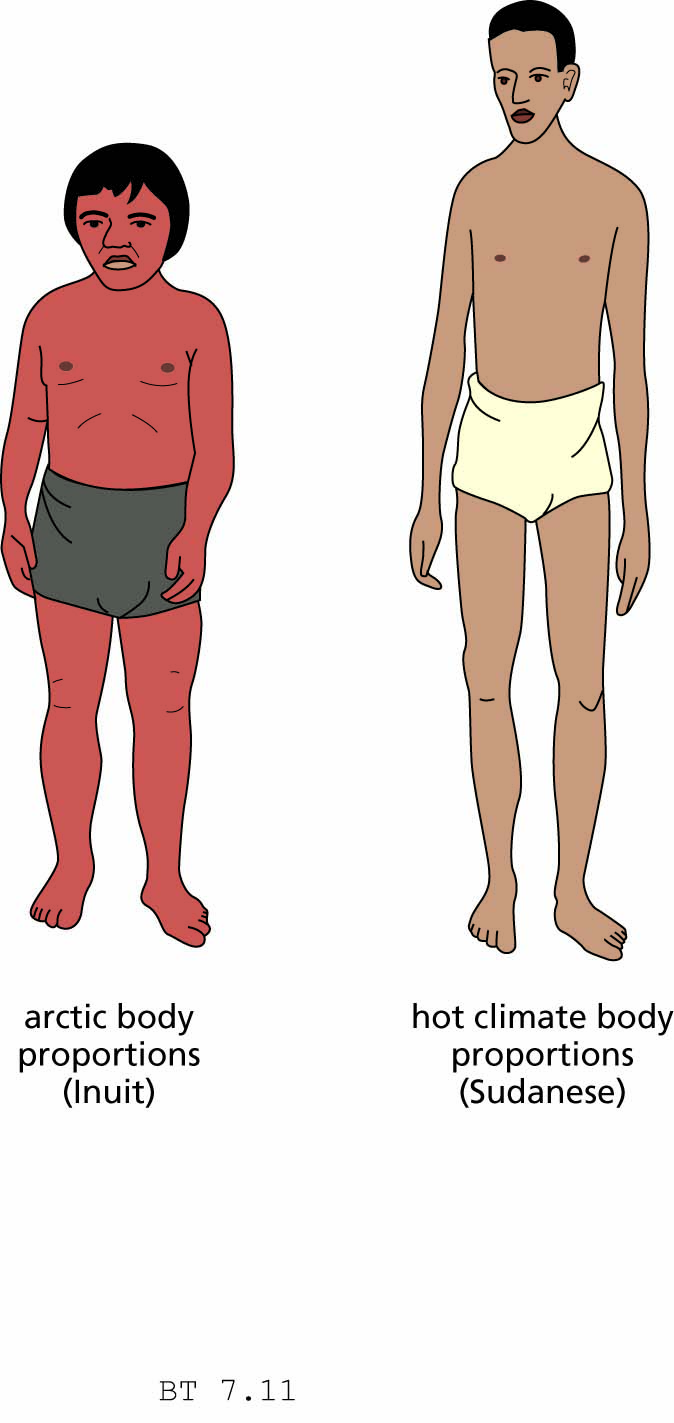 arctic body
proportions
(Inuit)
hot climate body
proportions
(Sudanese)
BT 7.11